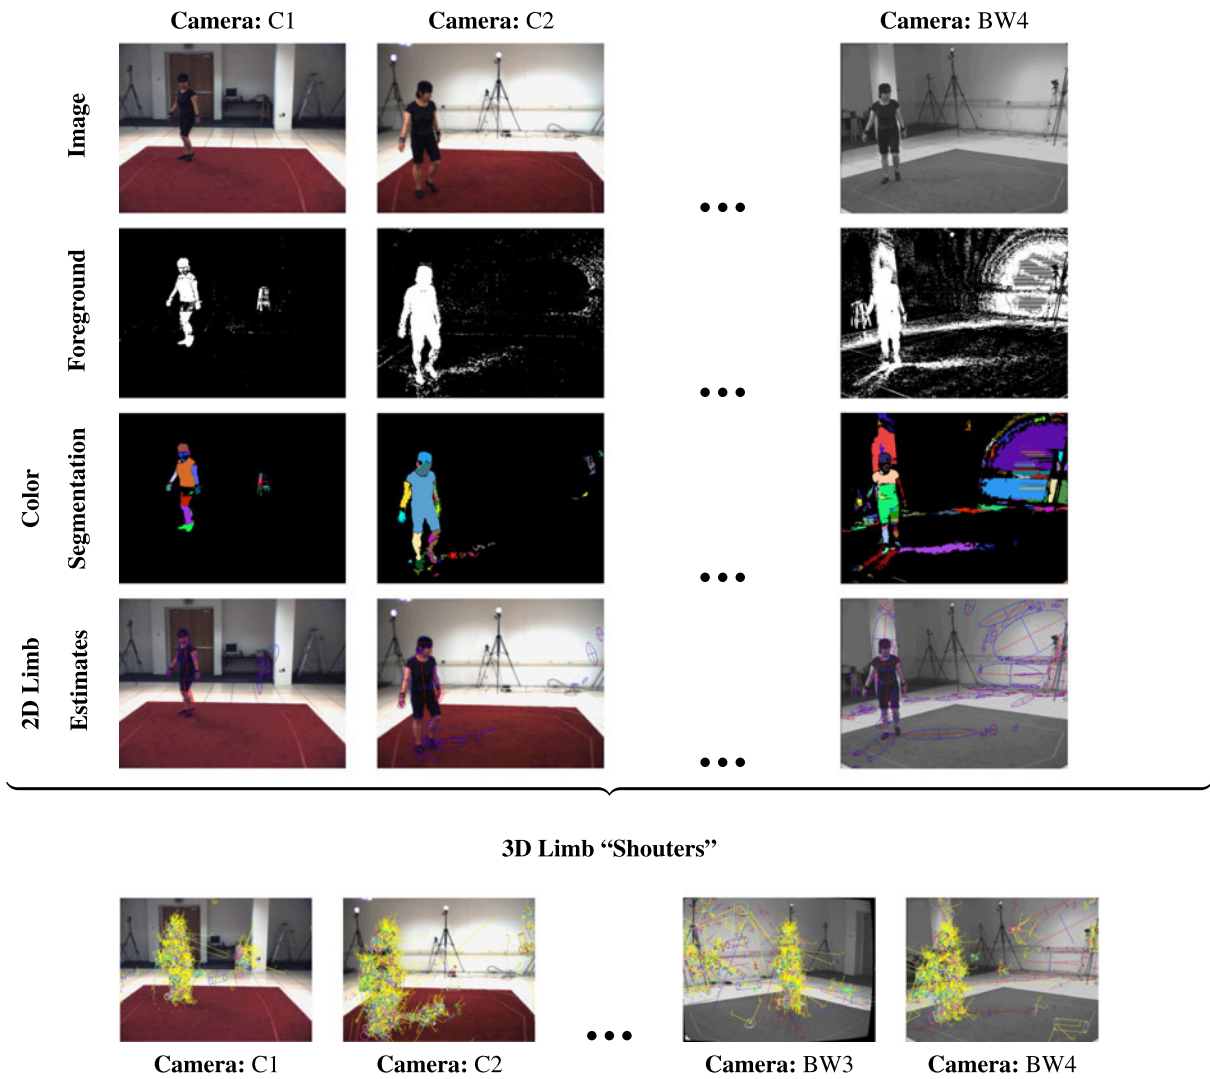 Camera: C1
Camera: C2
Camera: BW4
Image
Foreground
Color
Segmentation
2D Limb
Estimates
3D Limb “Shouters”
Camera: C1
Camera: C2
Camera: BW3
Camera: BW4